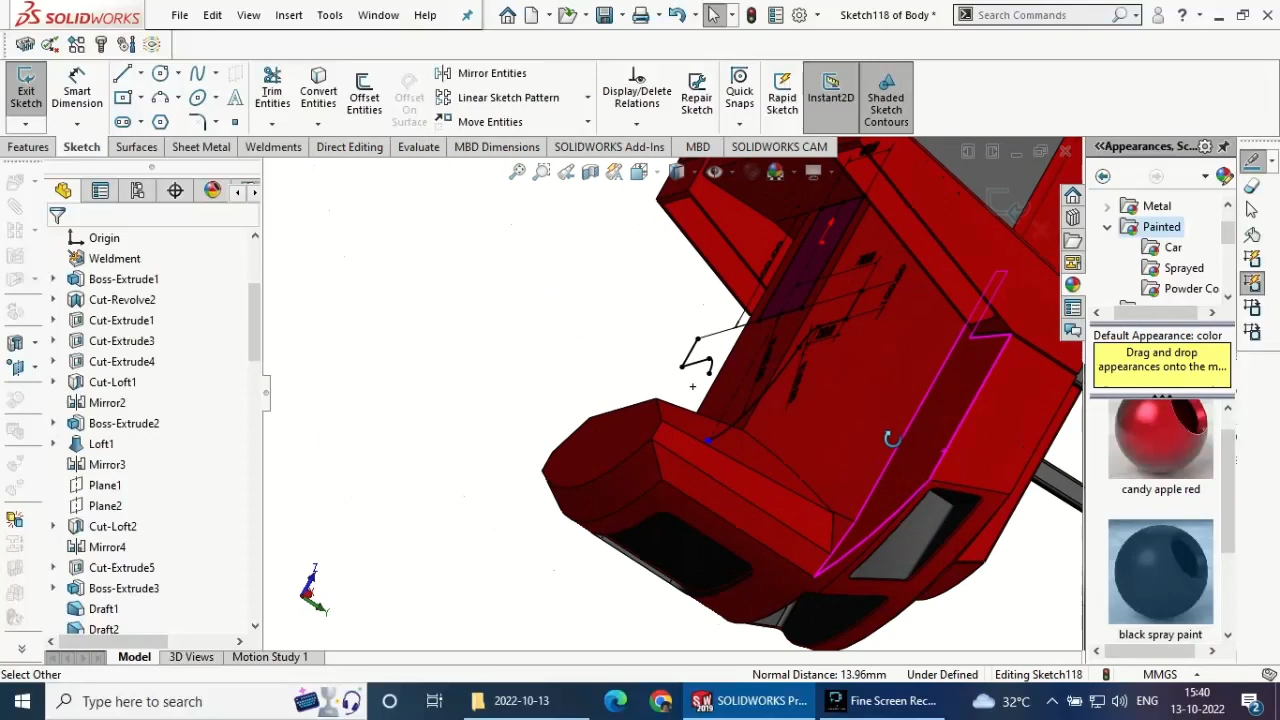 SOLIDWORKS File Edit View Insert Tools Window Help Sketch118 of Body * Search Commands ?
Exit Sketch
Smart Dimension
Trim Entities
Convert Entities
Offset Entities
Offset On Surface
Mirror Entities
Linear Sketch Pattern
Move Entities
Display/Delete Relations
Repair Sketch
Quick Snaps
Rapid Sketch
Instant2D
Shaded Sketch Contours
Features Sketch Surfaces Sheet Metal Weldments Direct Editing Evaluate MBD Dimensions SOLIDWORKS Add-Ins MBD SOLIDWORKS CAM
<<Appearances, Sc...
Origin
Weldment
Boss-Extrude1
Cut-Revolve2
Cut-Extrude1
Cut-Extrude3
Cut-Extrude4
Cut-Loft1
Mirror2
Boss-Extrude2
Loft1
Mirror3
Plane1
Plane2
Cut-Loft2
Mirror4
Cut-Extrude5
Boss-Extrude3
Draft1
Draft2
Z
Y
Metal
Painted
Car
Sprayed
Powder Co
Default Appearance: color
Drag and drop
appearances onto the m...
candy apple red
black spray paint
Model 3D Views Motion Study 1
Select Other Normal Distance: 13.96mm Under Defined Editing Sketch118 MMGS
Type here to search 2022-10-13 SW 2019 SOLIDWORKS Pr... Fine Screen Rec... 32°C ENG 15:40 13-10-2022 2